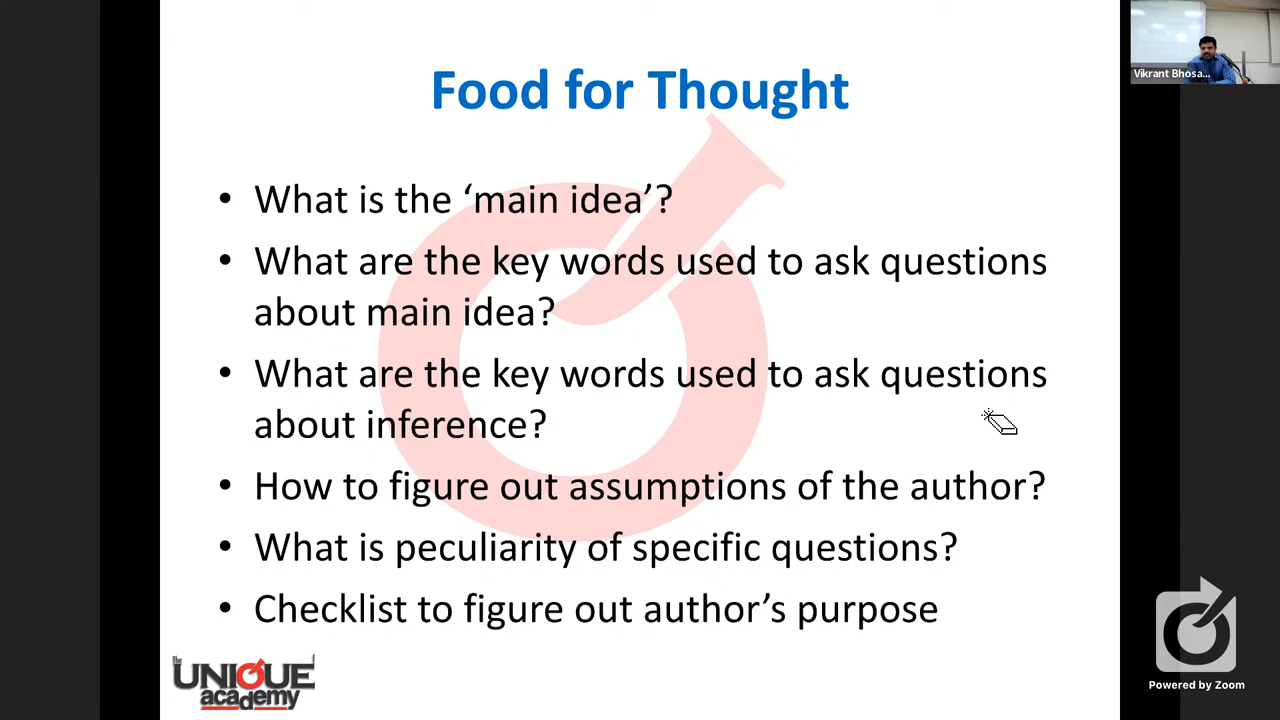 Food for Thought
Vikrant Bhosa...
• What is the ‘main idea’?
• What are the key words used to ask questions
about main idea?
• What are the key words used to ask questions
about inference?
• How to figure out assumptions of the author?
• What is peculiarity of specific questions?
• Checklist to figure out author’s purpose
The
UNIQUE
academy
Powered by Zoom